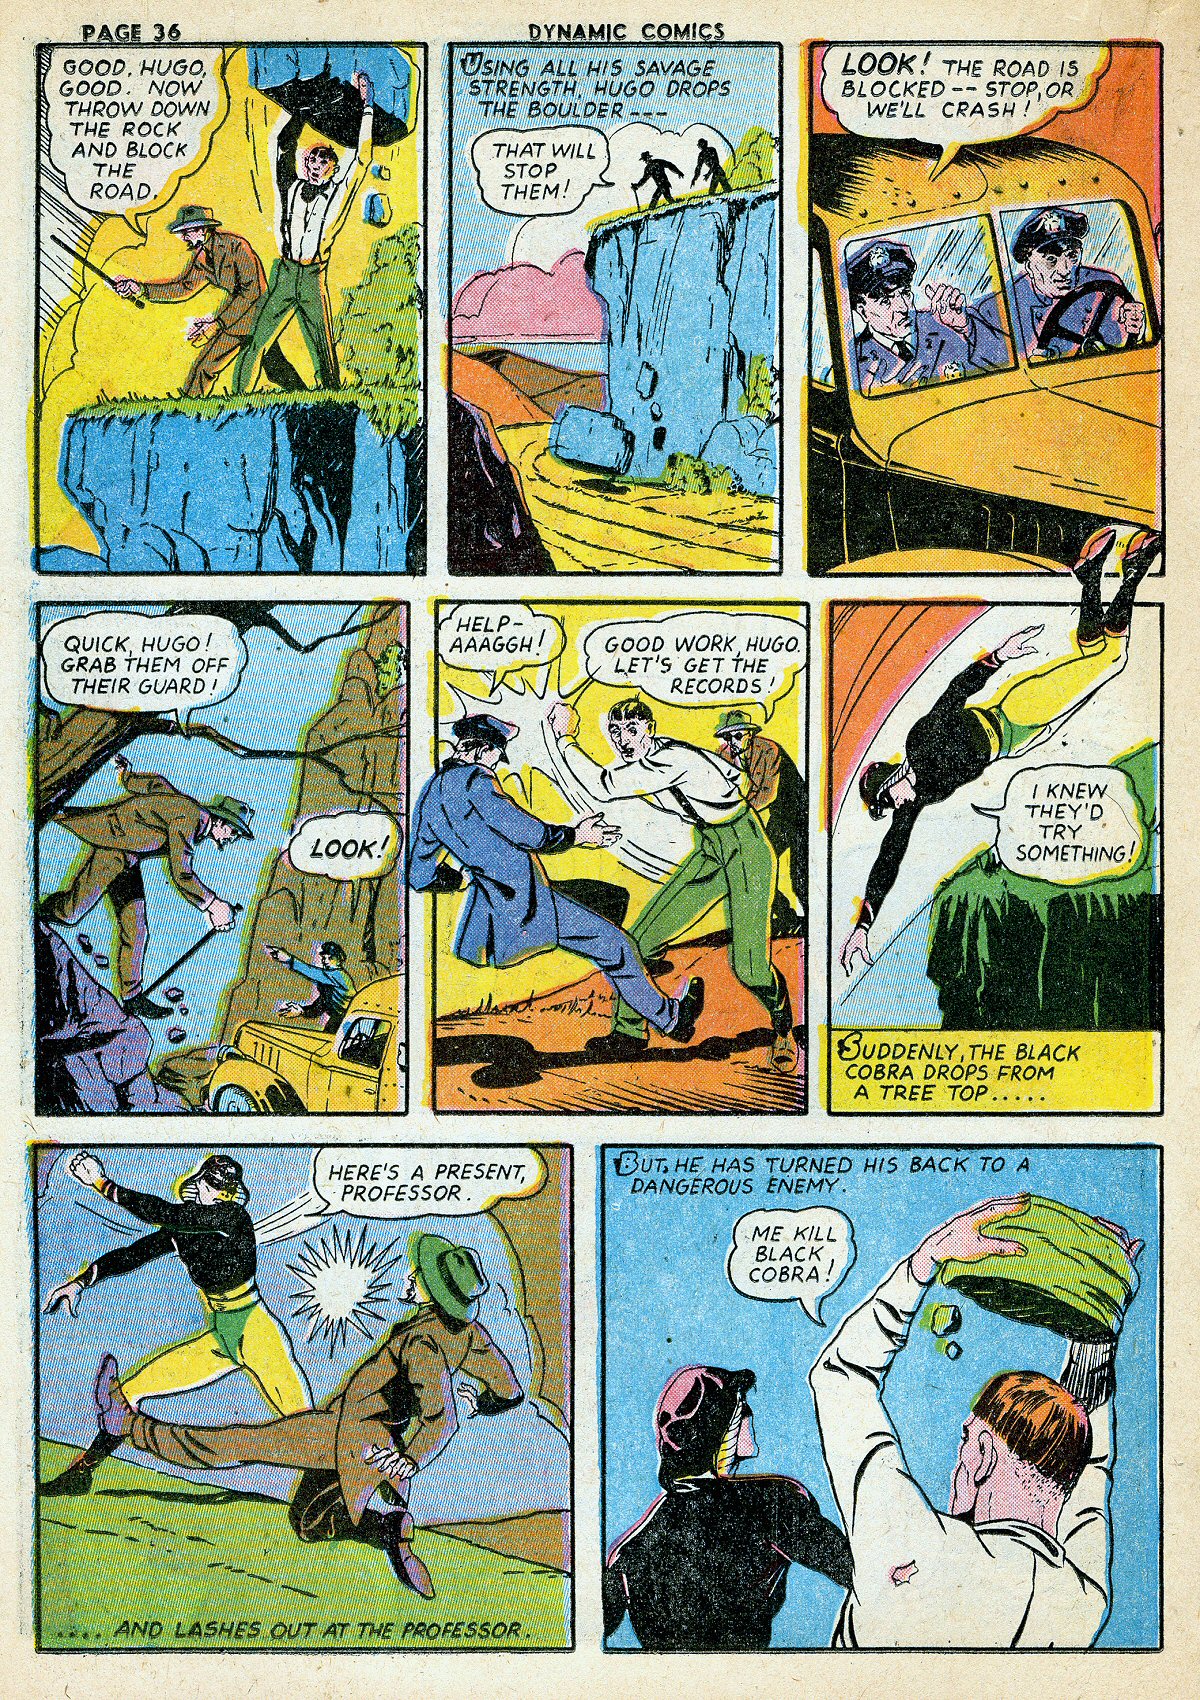 PAGE 36
DYNAMIC COMICS
GOOD, HUGO,
GOOD. NOW
THROW DOWN
THE ROCK
AND BLOCK
THE
ROAD.
USING ALL HIS SAVAGE
STRENGTH, HUGO DROPS
THE BOULDER ---
THAT WILL
STOP
THEM!
LOOK! THE ROAD IS
BLOCKED -- STOP, OR
WE'LL CRASH!
QUICK, HUGO!
GRAB THEM OFF
THEIR GUARD!
LOOK!
HELP-
AAAGGH!
GOOD WORK, HUGO.
LET'S GET THE
RECORDS!
I KNEW
THEY'D
TRY
SOMETHING!
SUDDENLY, THE BLACK
COBRA DROPS FROM
A TREE TOP.....
HERE'S A PRESENT,
PROFESSOR.
.... AND LASHES OUT AT THE PROFESSOR.
BUT, HE HAS TURNED HIS BACK TO A
DANGEROUS ENEMY.
ME KILL
BLACK
COBRA!